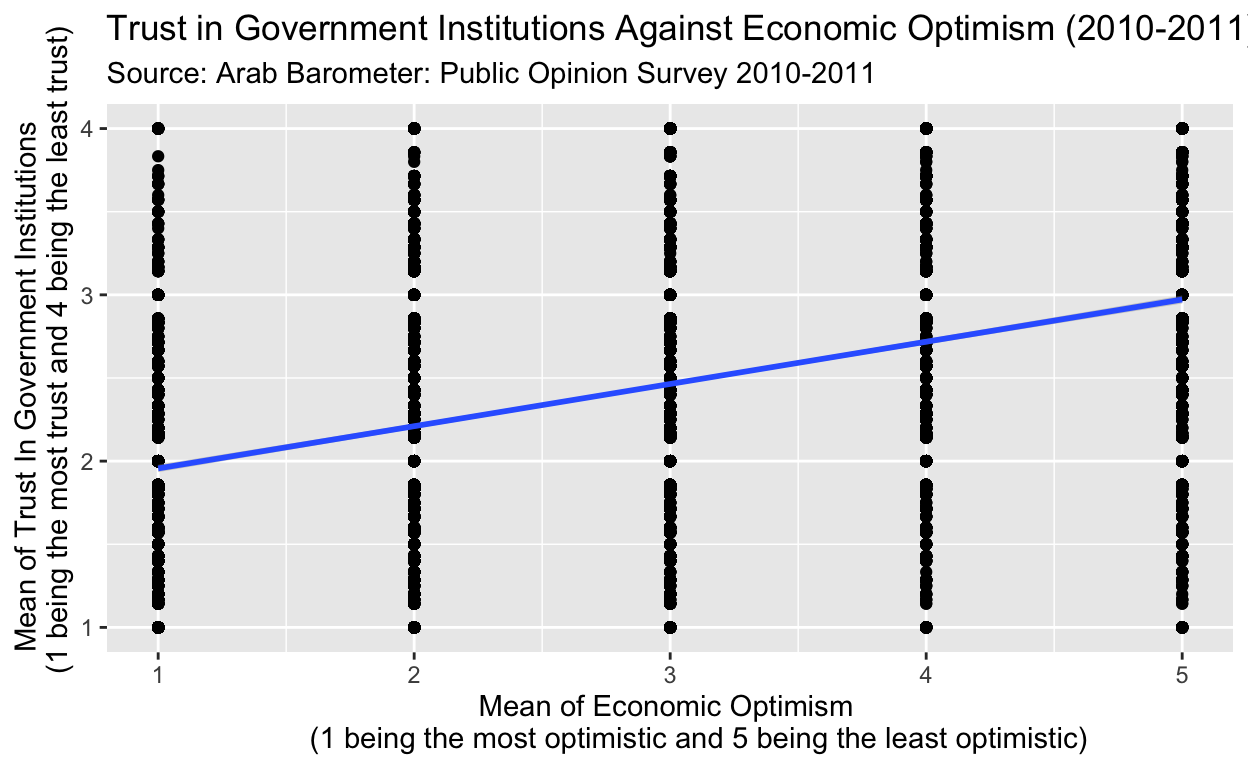 Trust in Government Institutions Against Economic Optimism (2010-2011)
Source: Arab Barometer: Public Opinion Survey 2010-2011
Mean of Trust In Government Institutions
(1 being the most trust and 4 being the least trust)
4
3
2
1
1 2 3 4 5
Mean of Economic Optimism
(1 being the most optimistic and 5 being the least optimistic)